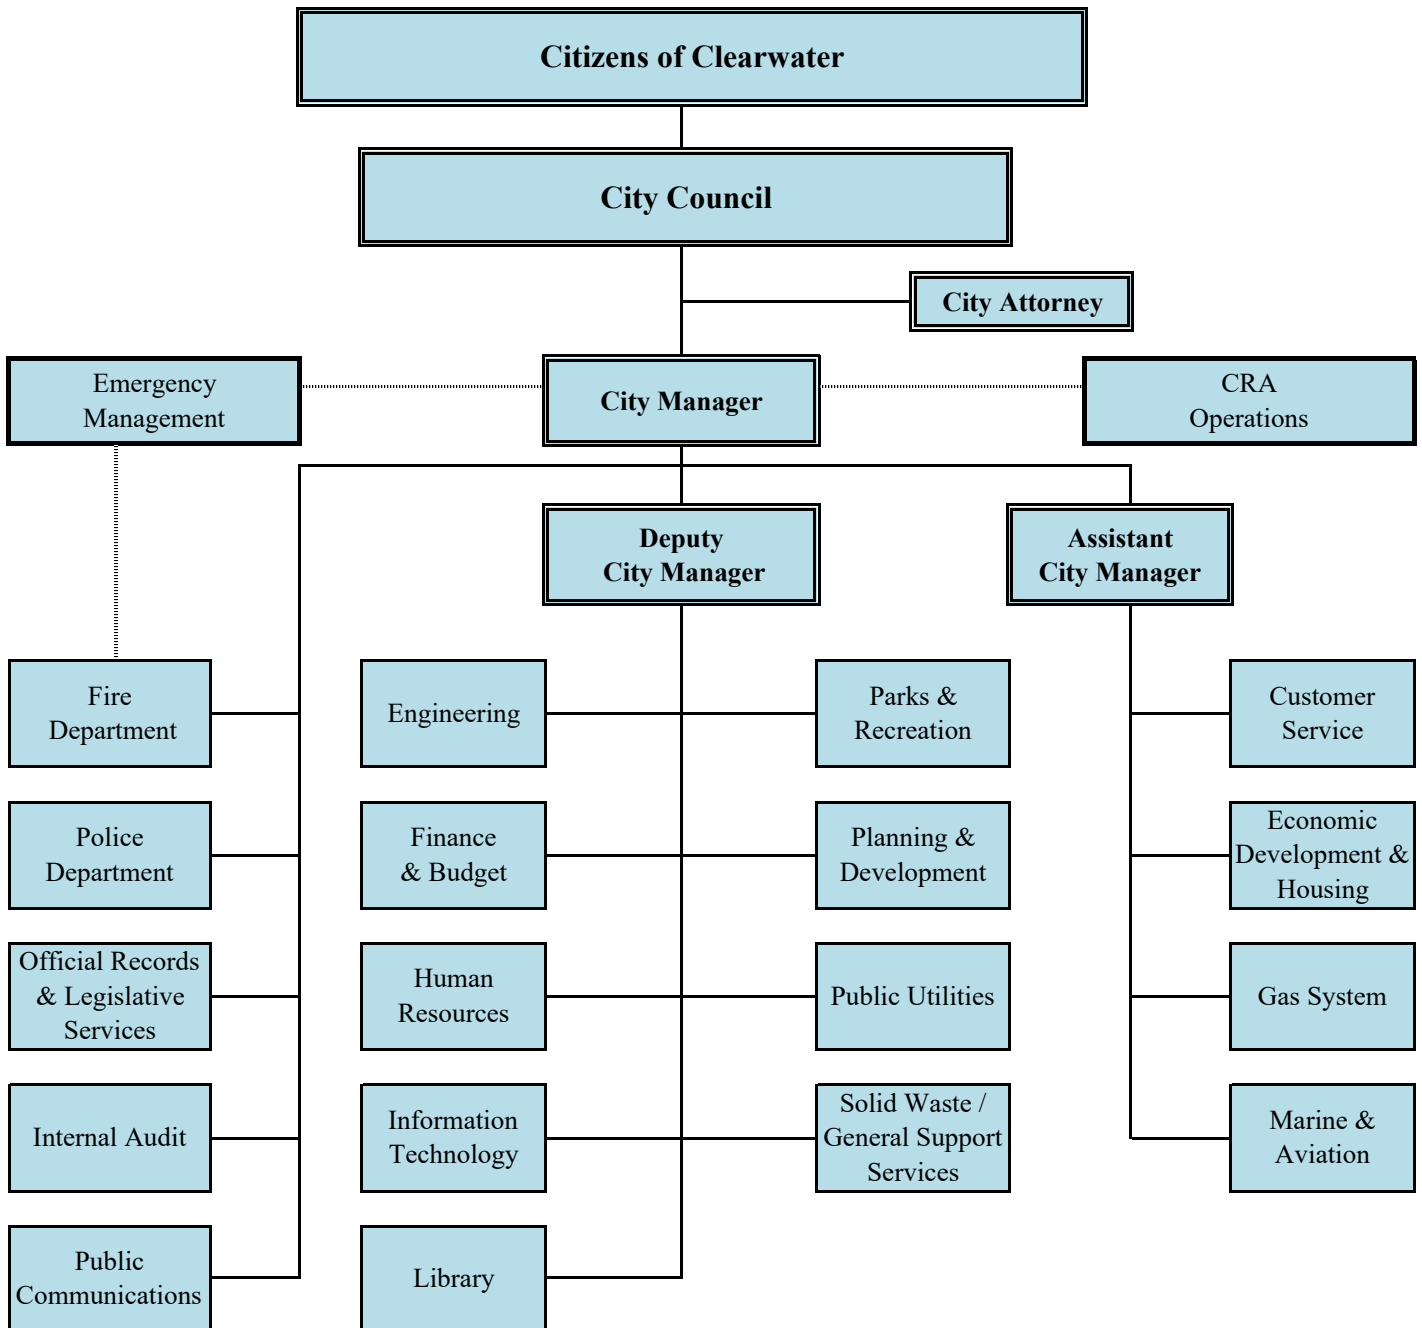 Citizens of Clearwater
City Council
City Attorney
Emergency
Management
City Manager
CRA
Operations
Deputy
City Manager
Assistant
City Manager
Fire
Department
Engineering
Parks &
Recreation
Customer
Service
Police
Department
Finance
& Budget
Planning &
Development
Economic
Development &
Housing
Official Records
& Legislative
Services
Human
Resources
Public Utilities
Gas System
Internal Audit
Information
Technology
Solid Waste /
General Support
Services
Marine &
Aviation
Public
Communications
Library